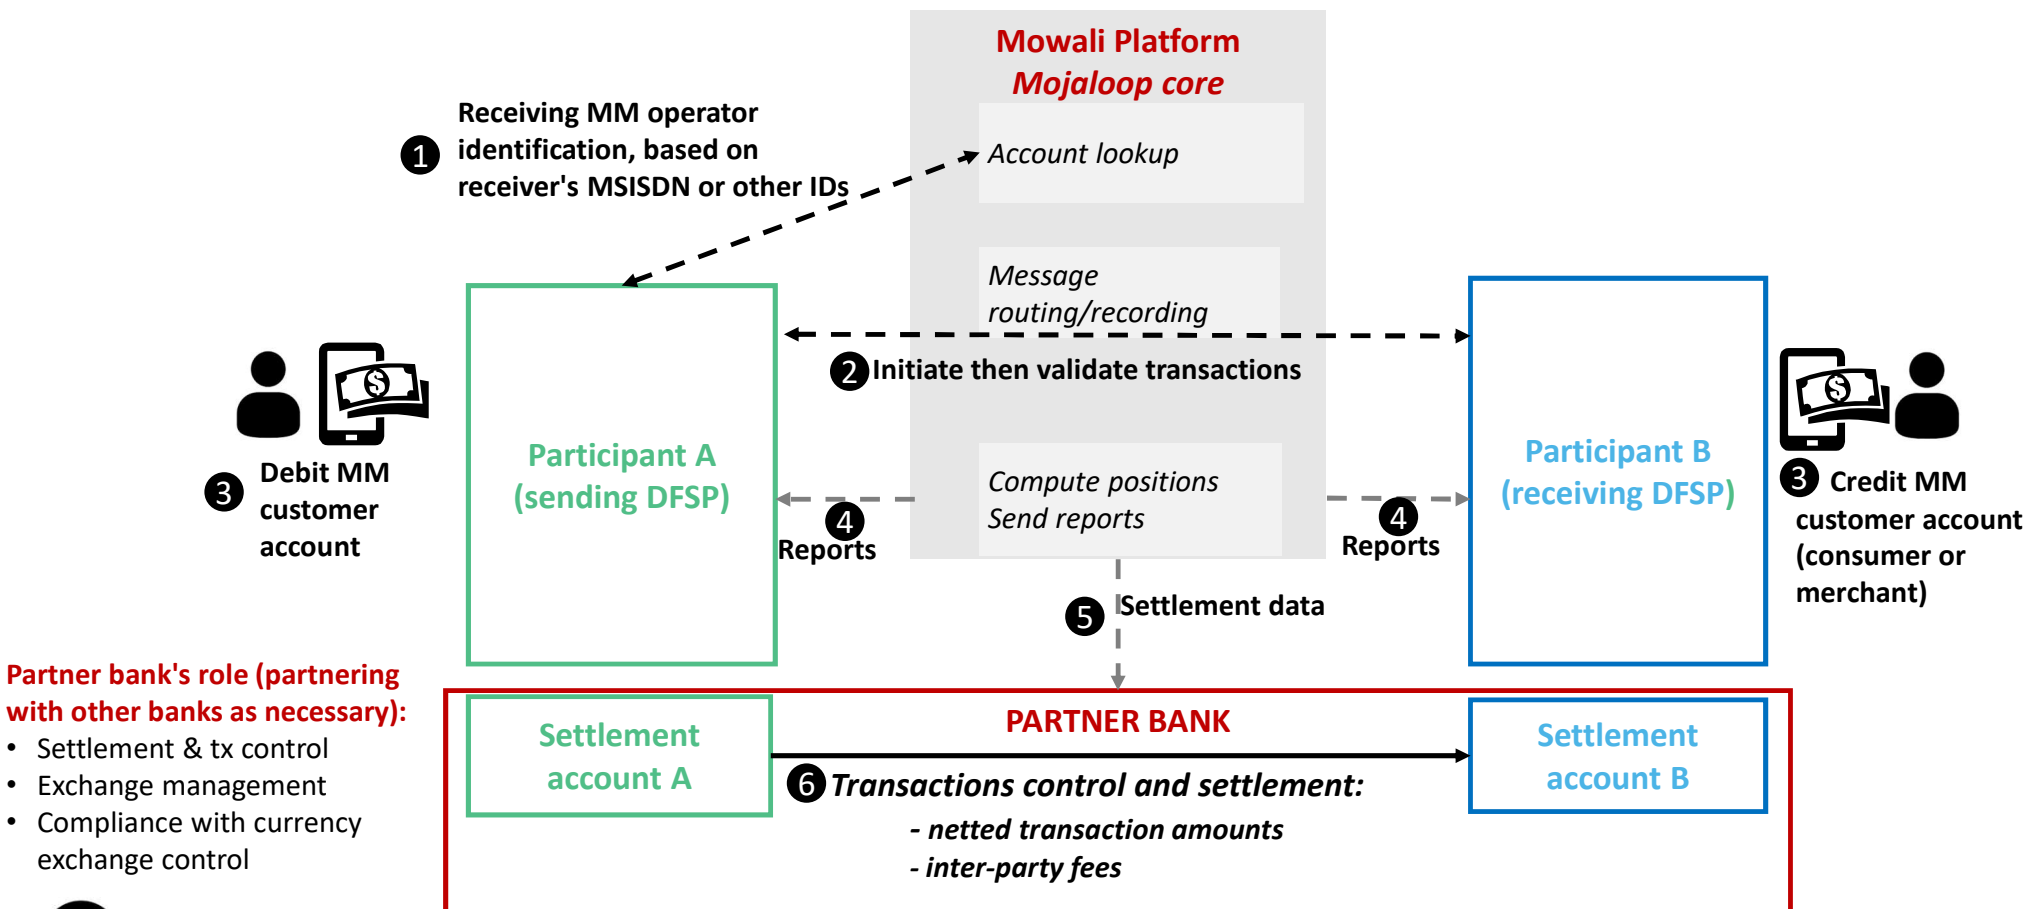 Mowali Platform
Mojaloop core
Receiving MM operator
identification, based on
receiver's MSISDN or other IDs
1
Account lookup
Message
routing/recording
2 Initiate then validate transactions
Participant A
(sending DFSP)
Participant B
(receiving DFSP)
3 Debit MM
customer
account
3 Credit MM
customer account
(consumer or
merchant)
Compute positions
Send reports
4
Reports
4
Reports
5 Settlement data
Partner bank's role (partnering
with other banks as necessary):
• Settlement & tx control
• Exchange management
• Compliance with currency
exchange control
PARTNER BANK
Settlement
account A
Settlement
account B
6 Transactions control and settlement:
- netted transaction amounts
- inter-party fees